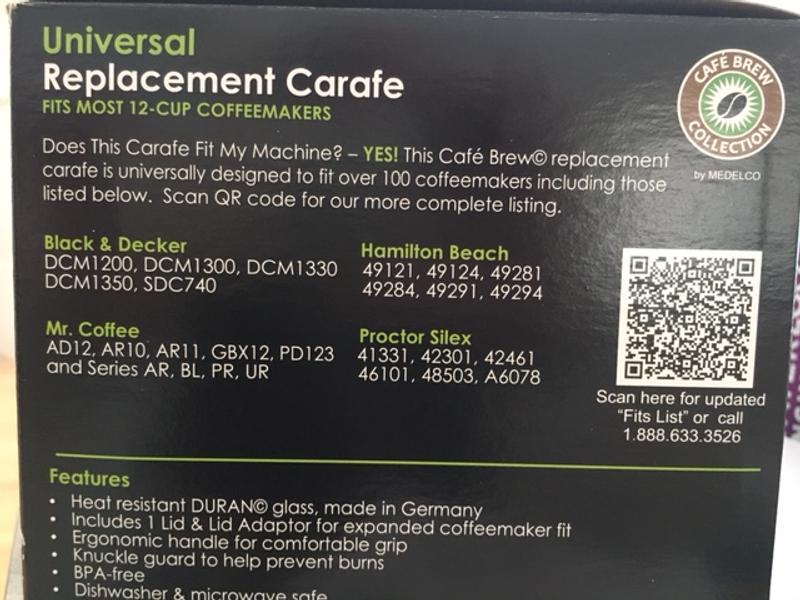 Universal
Replacement Carafe
FITS MOST 12-CUP COFFEEMAKERS
CAFÉ BREW
COLLECTION
by MEDELCO
Does This Carafe Fit My Machine? – YES! This Café Brew© replacement
carafe is universally designed to fit over 100 coffeemakers including those
listed below. Scan QR code for our more complete listing.
Black & Decker
DCM1200, DCM1300, DCM1330
DCM1350, SDC740
Hamilton Beach
49121, 49124, 49281
49284, 49291, 49294
Mr. Coffee
AD12, AR10, AR11, GBX12, PD123
and Series AR, BL, PR, UR
Proctor Silex
41331, 42301, 42461
46101, 48503, A6078
Scan here for updated
“Fits List” or call
1.888.633.3526
Features
• Heat resistant DURAN© glass, made in Germany
• Includes 1 Lid & Lid Adaptor for expanded coffeemaker fit
• Ergonomic handle for comfortable grip
• Knuckle guard to help prevent burns
• BPA-free
• Dishwasher & microwave safe